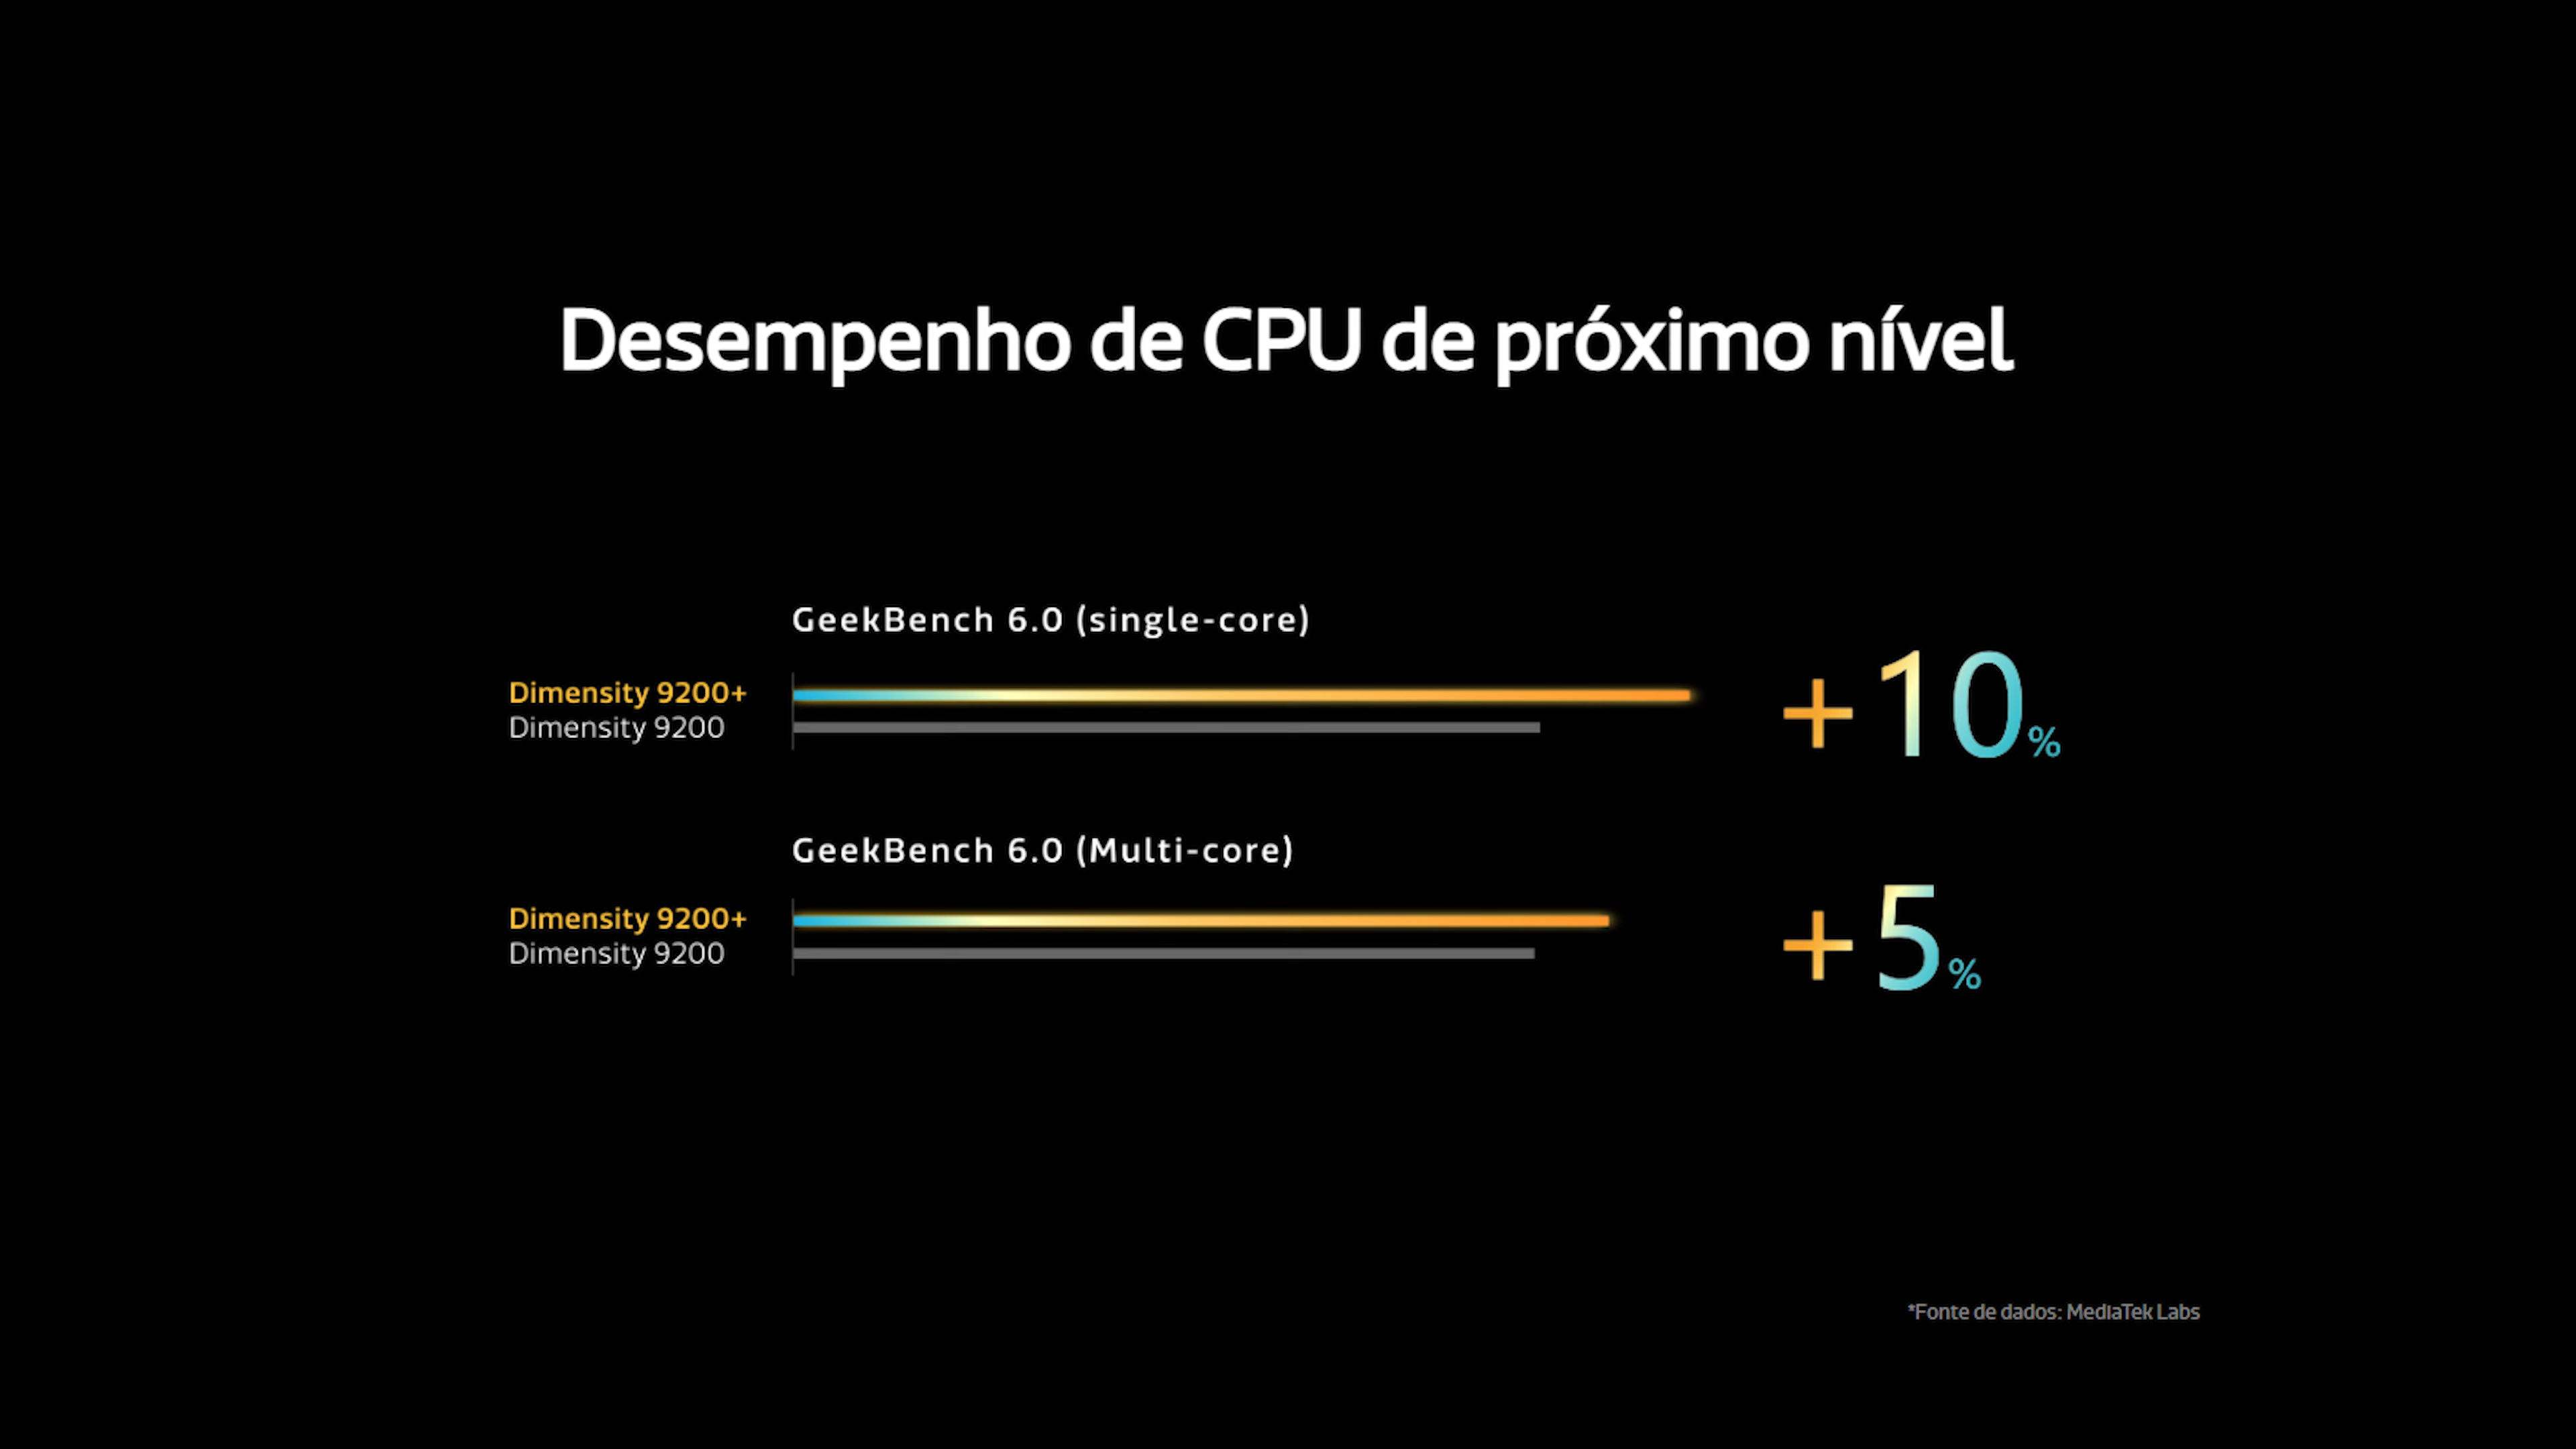 Desempenho de CPU de próximo nível
GeekBench 6.0 (single-core)
Dimensity 9200+
Dimensity 9200
+10%
GeekBench 6.0 (Multi-core)
Dimensity 9200+
Dimensity 9200
+5%
*Fonte de dados: MediaTek Labs